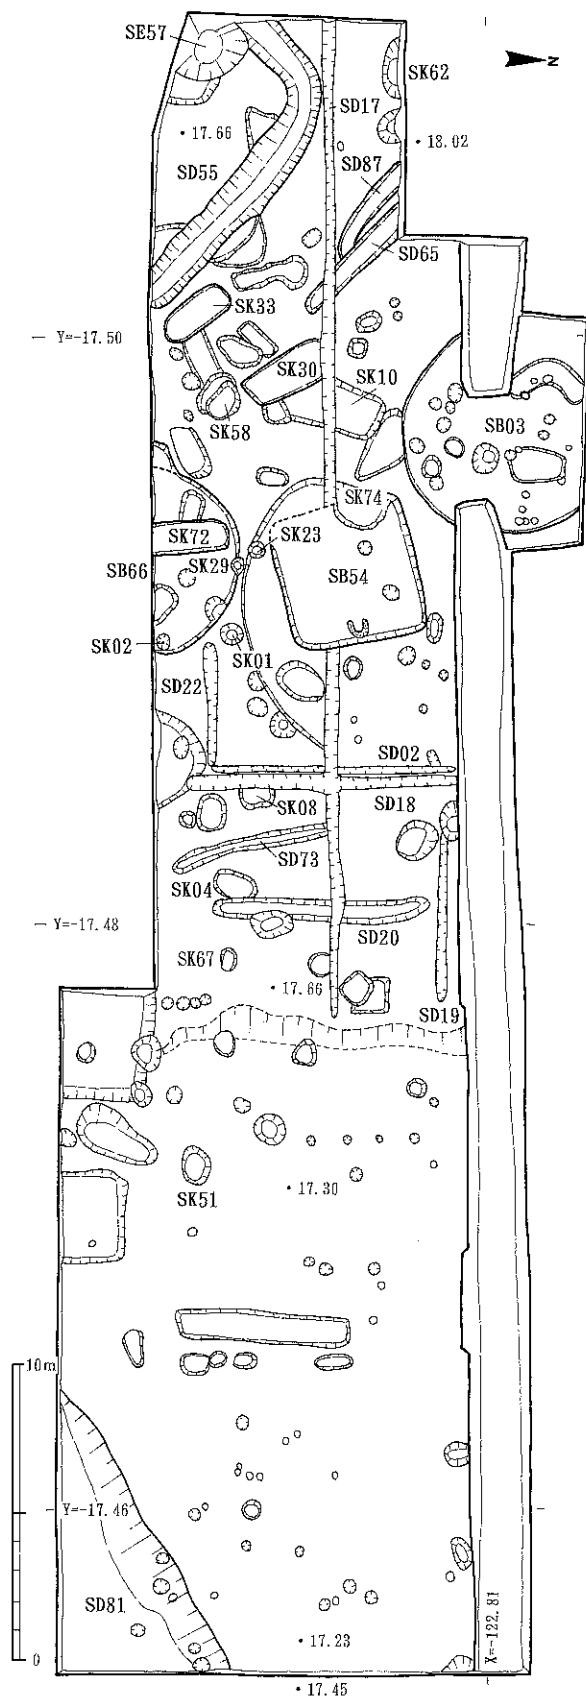 SE57
SK62
N
SD17
・17.66
・18.02
SD87
SD55
SD65
SK33
Y=-17.50
SK30
SK10
SB03
SK58
SK74
SK72
SK23
SK29
SB54
SB66
SK02
SK01
SD22
SD02
SK08
SD18
SD73
SK04
Y=-17.48
SD20
SK67
・17.66
SD19
・17.30
SK51
10m
Y=-17.46
X=-122.81
SD81
・17.23
0
・17.45